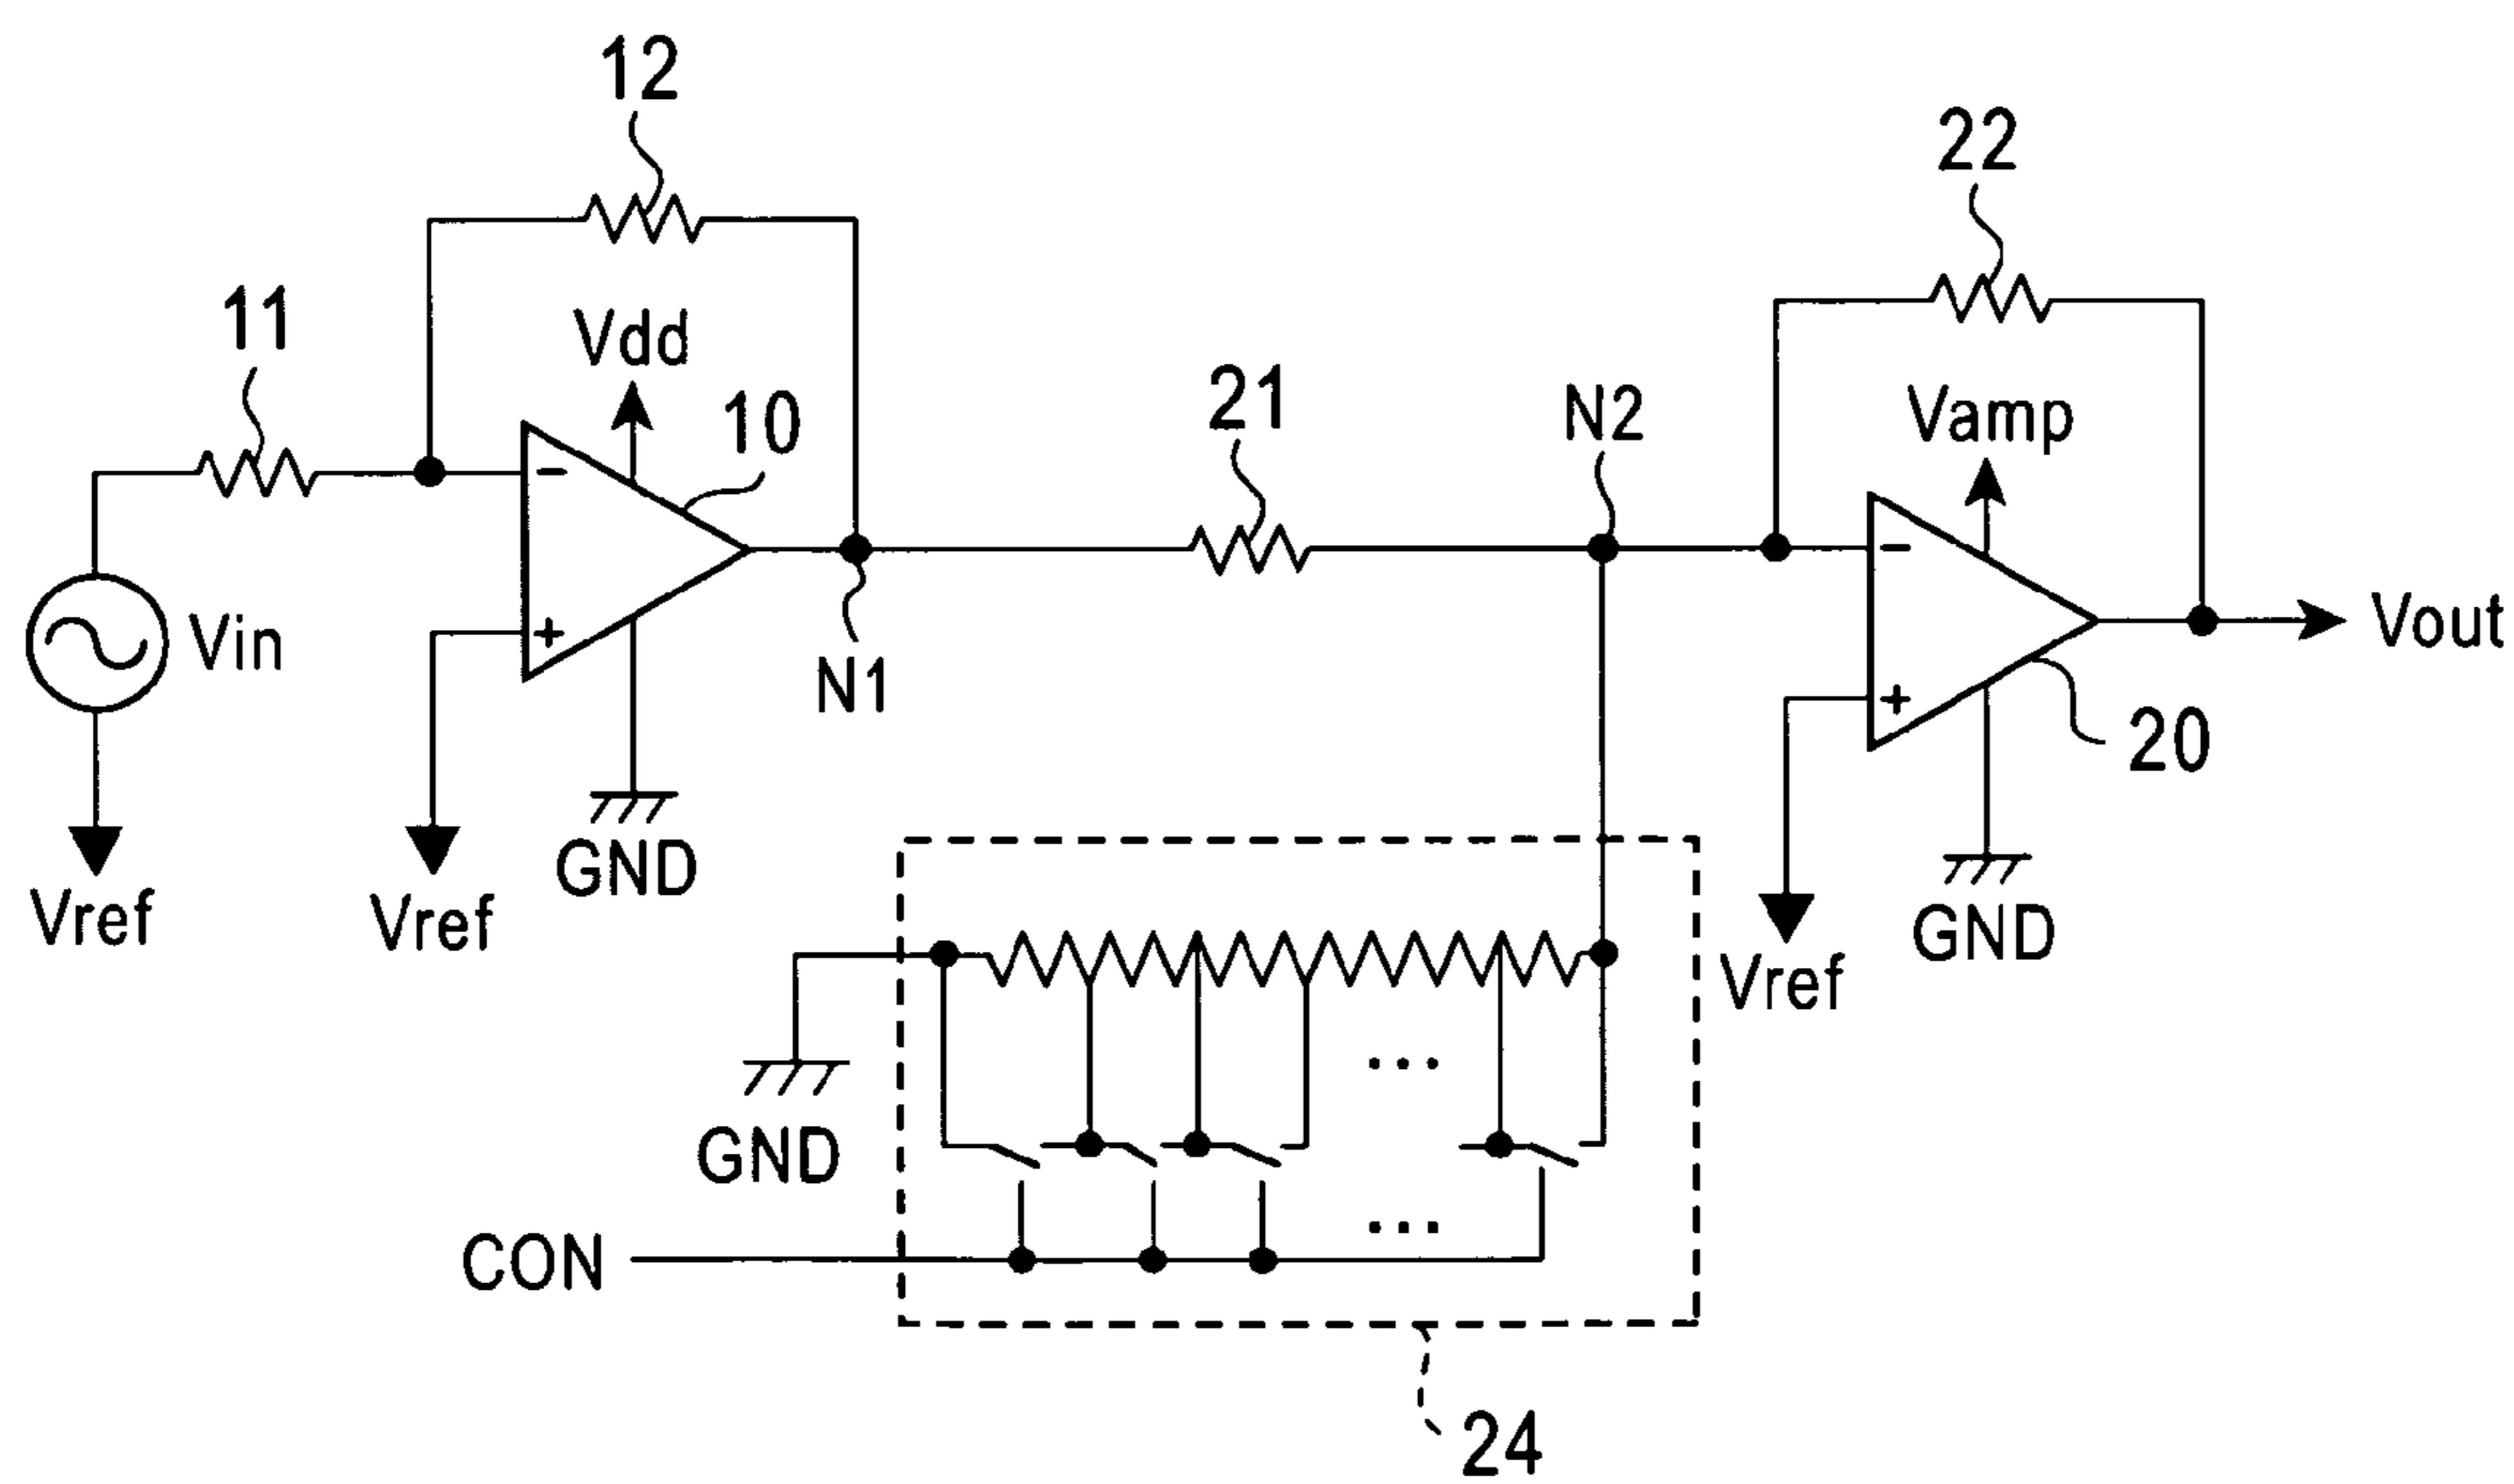 12
22
11
Vdd
10
21
N2
Vamp
-
-
Vin
+
Vout
N1
+
20
GND
Vref
Vref
GND
Vref
...
GND
...
CON
24